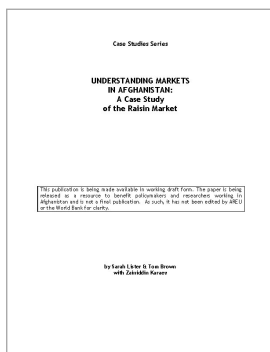 Case Studies Series
UNDERSTANDING MARKETS
IN AFGHANISTAN:
A Case Study
of the Raisin Market
This publication is being made available in working draft form. The paper is being
released as a resource to benefit policymakers and researchers working in
Afghanistan and is not a final publication. As such, it has not been edited by AREU
or the World Bank for clarity.
by Sarah Lister & Tom Brown
with Zainiddin Karaev